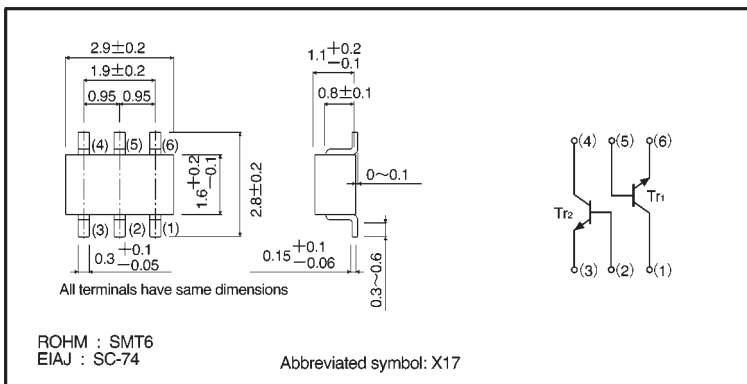 2.9±0.2
1.9±0.2
0.95 0.95
(4) (5) (6)
1.6 +0.2 −0.1
2.8±0.2
(3) (2) (1)
0.3 +0.1 −0.05
All terminals have same dimensions
1.1 +0.2 −0.1
0.8±0.1
0～0.1
0.15 +0.1 −0.06
0.3～0.6
(4) (5) (6)
Tr1
Tr2
(3) (2) (1)
ROHM : SMT6
EIAJ : SC-74
Abbreviated symbol: X17